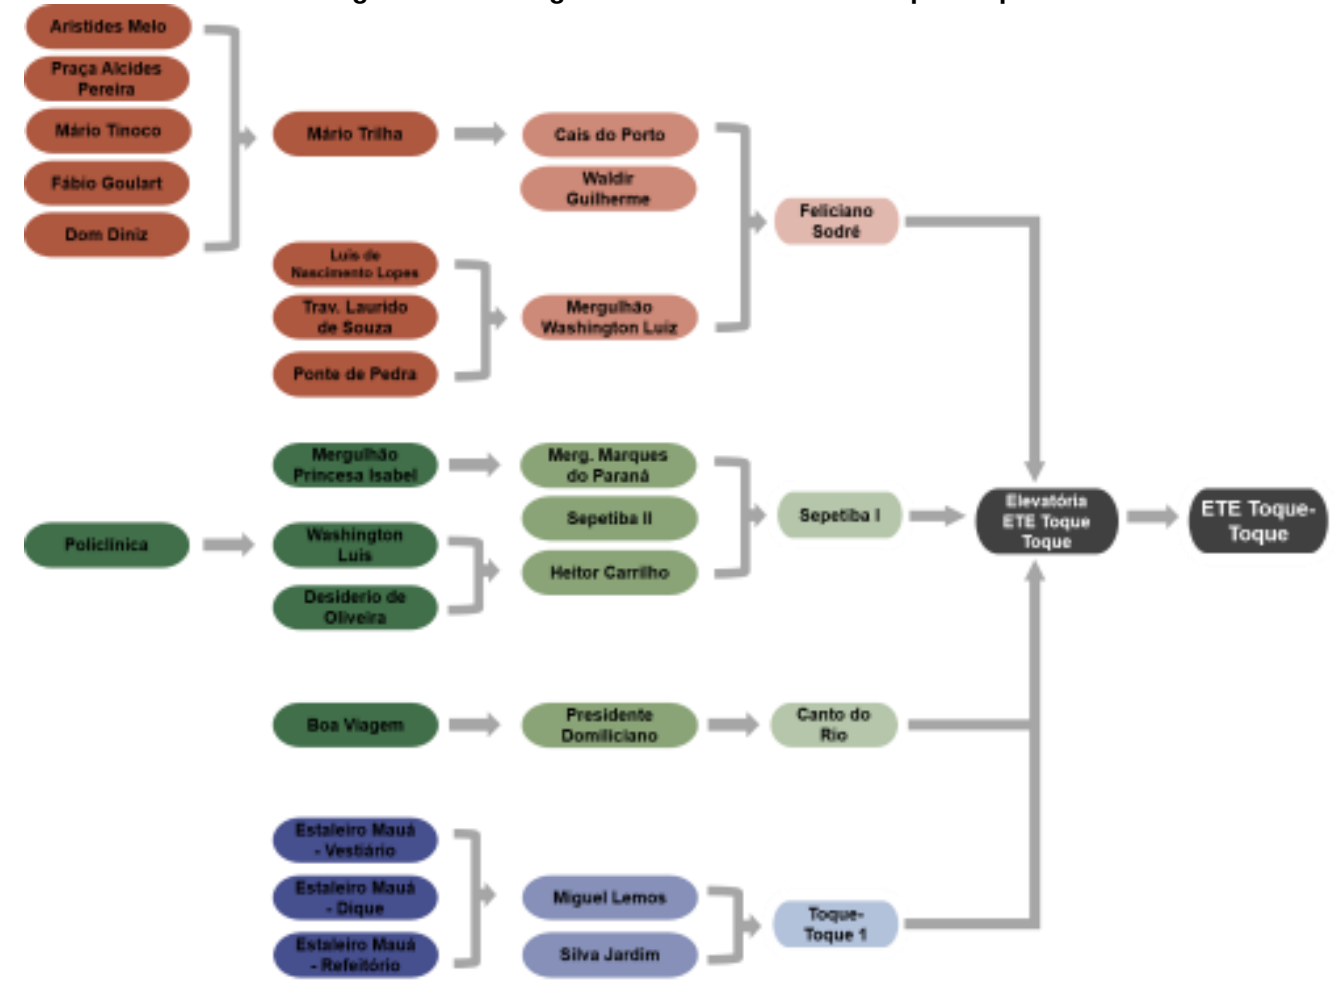 Aristides Melo
Praça Alcides
Pereira
Mário Tinoco
Fábio Goulart
Dom Diniz
Mário Trilha
Luis de
Nascimento Lopes
Trav. Laurido
de Souza
Ponte de Pedra
Cais do Porto
Waldir
Guilherme
Mergulhão
Washington Luiz
Feliciano
Sodré
Policlínica
Mergulhão
Princesa Isabel
Washington
Luis
Desiderio de
Oliveira
Merg. Marques
do Paraná
Sepetiba II
Heitor Carrilho
Sepetiba I
Elevatória
ETE Toque
Toque
ETE Toque-
Toque
Boa Viagem
Presidente
Domiliciano
Canto do
Rio
Estaleiro Mauá
- Vestiário
Estaleiro Mauá
- Dique
Estaleiro Mauá
- Refeitório
Miguel Lemos
Silva Jardim
Toque-
Toque 1